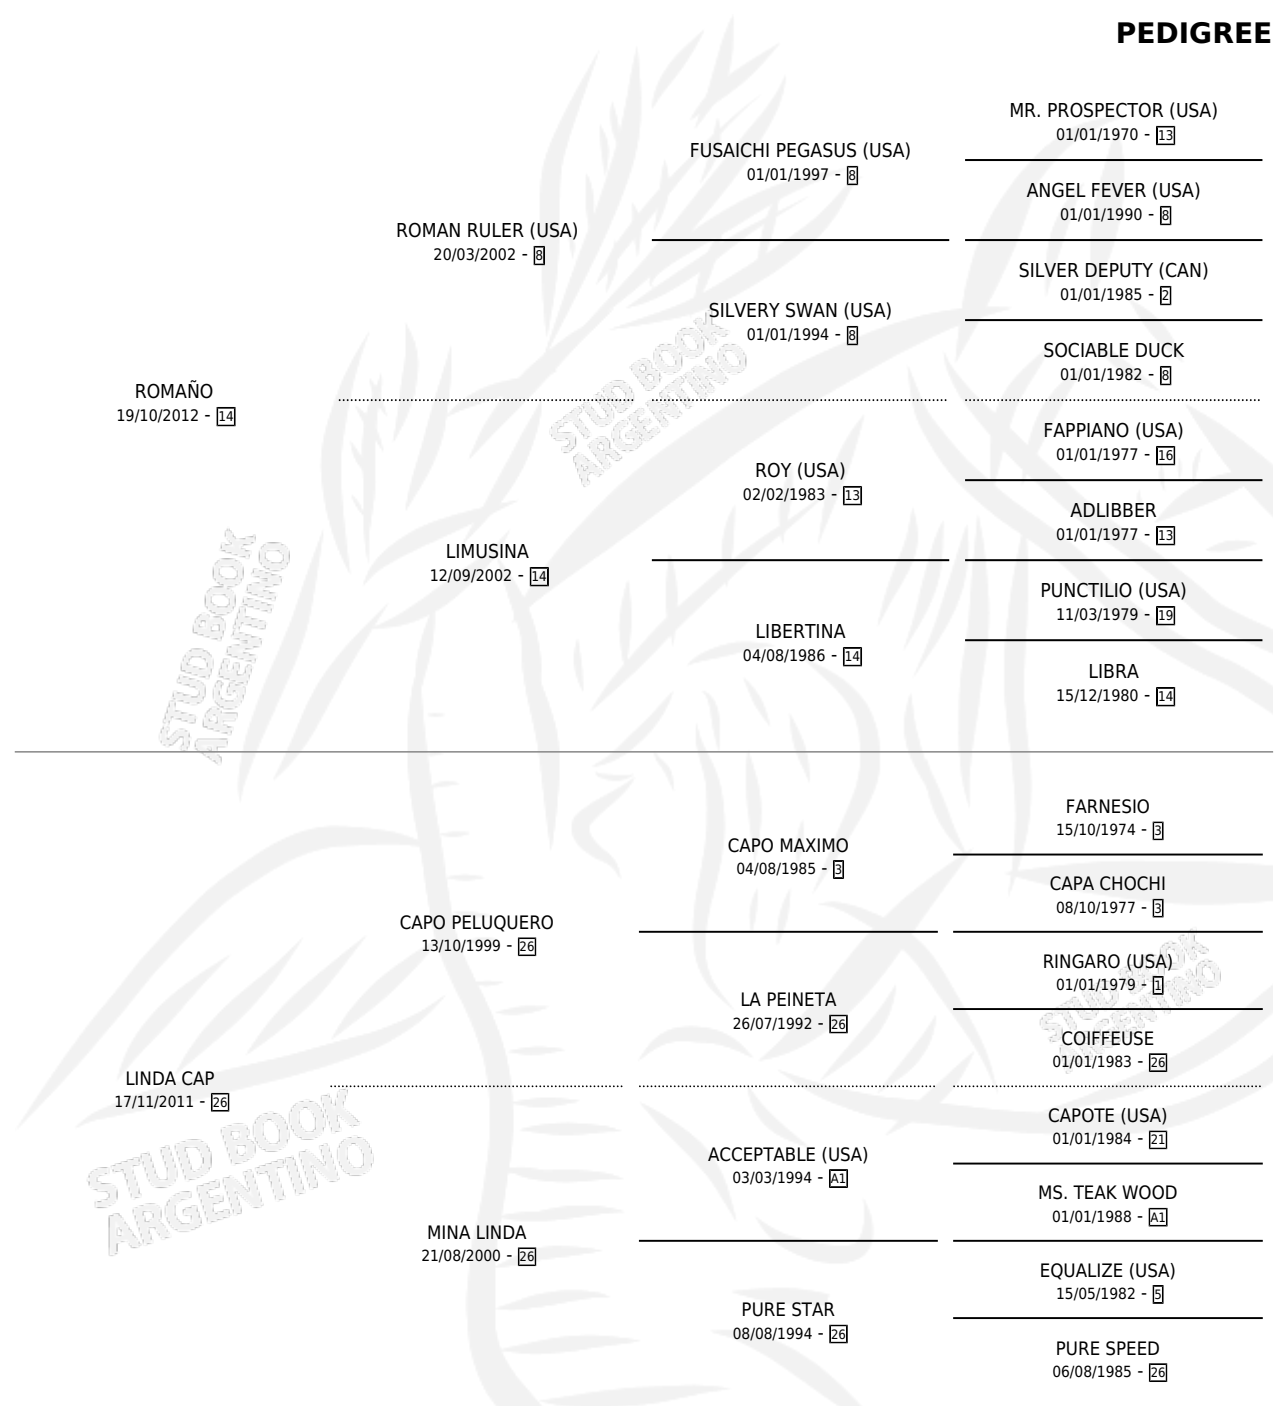 PEDIGREE
MR. PROSPECTOR (USA)
01/01/1970 - 13
FUSAICHI PEGASUS (USA)
01/01/1997 - 8
ANGEL FEVER (USA)
01/01/1990 - 8
ROMAN RULER (USA)
20/03/2002 - 8
SILVER DEPUTY (CAN)
01/01/1985 - 2
SILVERY SWAN (USA)
01/01/1994 - 8
SOCIABLE DUCK
01/01/1982 - 8
STUD BOOK
ARGENTINO
ROMAÑO
19/10/2012 - 14
FAPPIANO (USA)
01/01/1977 - 16
ROY (USA)
02/02/1983 - 13
ADLIBBER
01/01/1977 - 13
LIMUSINA
12/09/2002 - 14
PUNCTILIO (USA)
11/03/1979 - 19
LIBERTINA
04/08/1986 - 14
LIBRA
15/12/1980 - 14
STUD BOOK
ARGENTINO
FARNESIO
15/10/1974 - 3
CAPO MAXIMO
04/08/1985 - 3
CAPA CHOCHI
08/10/1977 - 3
CAPO PELUQUERO
13/10/1999 - 26
RINGARO (USA)
01/01/1979 - 1
LA PEINETA
26/07/1992 - 26
COIFFEUSE
01/01/1983 - 26
STUD BOOK
ARGENTINO
LINDA CAP
17/11/2011 - 26
CAPOTE (USA)
01/01/1984 - 21
ACCEPTABLE (USA)
03/03/1994 - A1
MS. TEAK WOOD
01/01/1988 - A1
STUD BOOK
ARGENTINO
MINA LINDA
21/08/2000 - 26
EQUALIZE (USA)
15/05/1982 - 5
PURE STAR
08/08/1994 - 26
PURE SPEED
06/08/1985 - 26